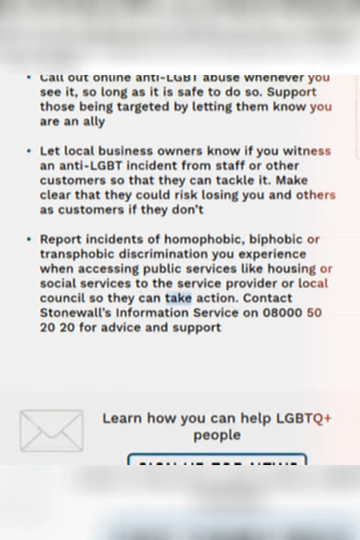 • Call out online anti-LGBT abuse whenever you
see it, so long as it is safe to do so. Support
those being targeted by letting them know you
are an ally
• Let local business owners know if you witness
an anti-LGBT incident from staff or other
customers so that they can tackle it. Make
clear that they could risk losing you and others
as customers if they don't
• Report incidents of homophobic, biphobic or
transphobic discrimination you experience
when accessing public services like housing or
social services to the service provider or local
council so they can take action. Contact
Stonewall's Information Service on 08000 50
20 20 for advice and support
Learn how you can help LGBTQ+
people
SIGN UP FOR NEWS